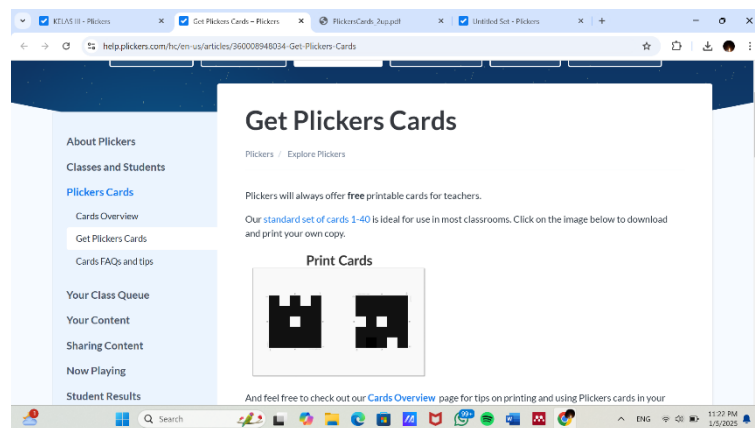 KELAS III - Plickers
Get Plickers Cards – Plickers
PlickersCards_2up.pdf
Untitled Set - Plickers
help.plickers.com/hc/en-us/articles/360008948034-Get-Plickers-Cards
About Plickers
Classes and Students
Plickers Cards
Cards Overview
Get Plickers Cards
Cards FAQs and tips
Your Class Queue
Your Content
Sharing Content
Now Playing
Student Results
Get Plickers Cards
Plickers / Explore Plickers
Plickers will always offer free printable cards for teachers.
Our standard set of cards 1-40 is ideal for use in most classrooms. Click on the image below to download
and print your own copy.
Print Cards
And feel free to check out our Cards Overview page for tips on printing and using Plickers cards in your
Search
99+
ENG
11:22 PM
1/5/2025